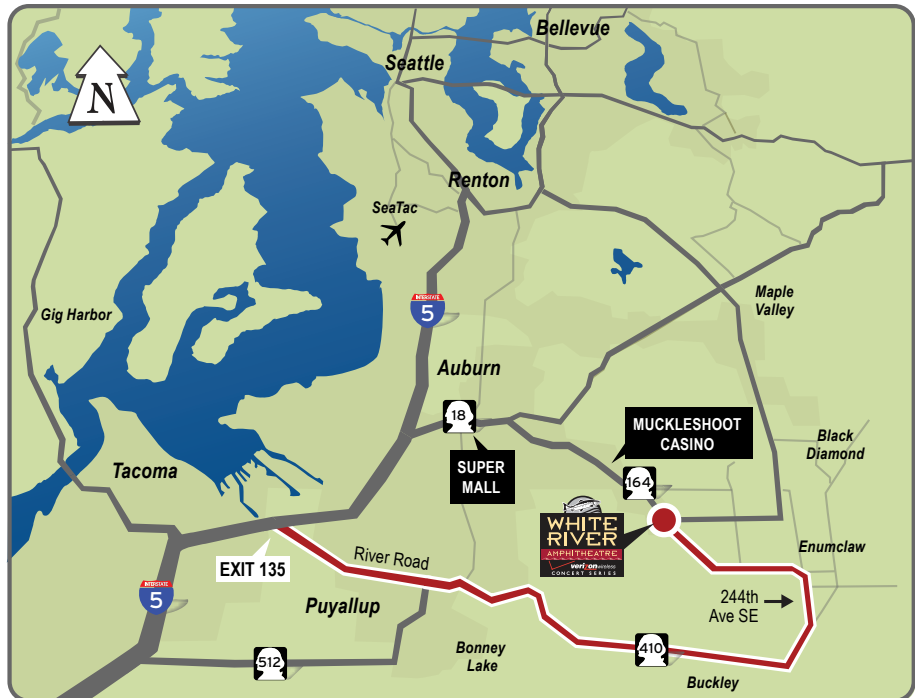 N
Bellevue
Seattle
Renton
SeaTac
INTERSTATE
5
Gig Harbor
Maple
Valley
Auburn
18
SUPER
MALL
MUCKLESHOOT
CASINO
164
Black
Diamond
Tacoma
WHITE
RIVER
AMPHITHEATRE
verizonwireless
CONCERT SERIES
Enumclaw
EXIT 135
River Road
244th
Ave SE
INTERSTATE
5
Puyallup
512
Bonney
Lake
410
Buckley